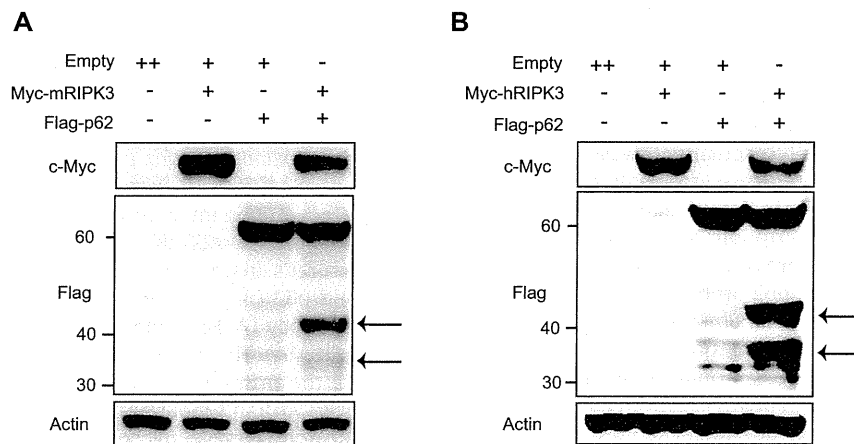 A
Empty ++ + + -
Myc-mRIPK3 - + - +
Flag-p62 - - + +
c-Myc
60
Flag
40
30
Actin
B
Empty ++ + + -
Myc-hRIPK3 - + - +
Flag-p62 - - + +
c-Myc
60
Flag
40
30
Actin